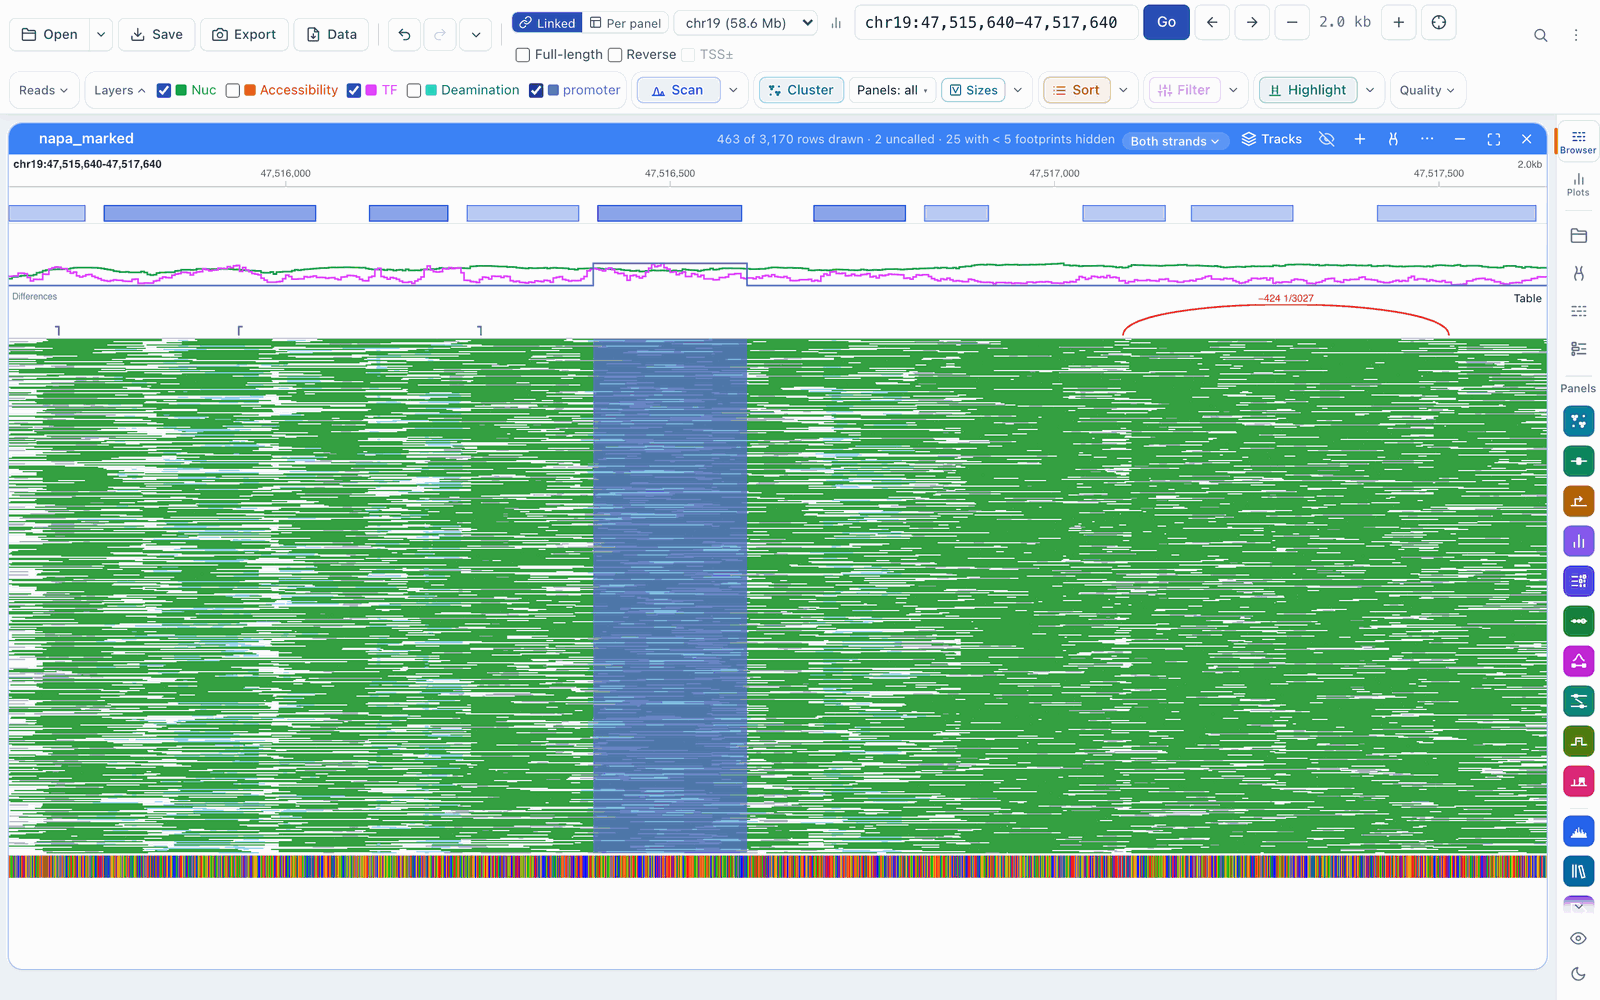 Open
Save
Export
Data
Linked
Per panel
chr19 (58.6 Mb)
chr19:47,515,640–47,517,640
Go
2.0 kb
Full-length
Reverse
TSS±
Reads
Layers
Nuc
Accessibility
TF
Deamination
promoter
Scan
Cluster
Panels: all
Sizes
Sort
Filter
Highlight
Quality
napa_marked
463 of 3,170 rows drawn · 2 uncalled · 25 with < 5 footprints hidden
Both strands
Tracks
chr19:47,515,640-47,517,640
2.0kb
47,516,000
47,516,500
47,517,000
47,517,500
Differences
−424 1/3027
Table
Browser
Plots
Panels